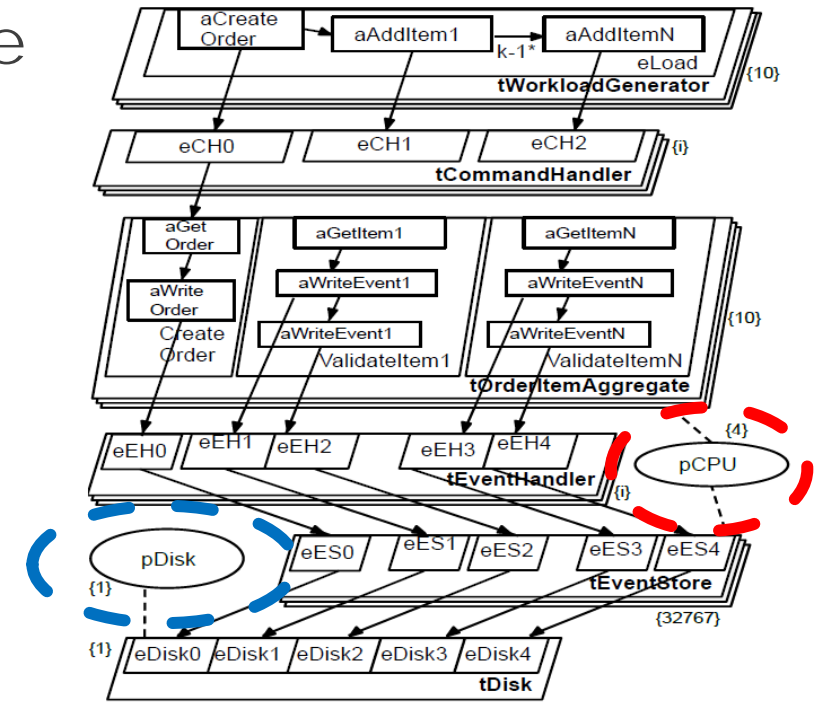 e
aCreate
Order
aAddItem1
k-1*
aAddItemN
eLoad
tWorkloadGenerator
{10}
eCH0
eCH1
eCH2
{i}
tCommandHandler
aGet
Order
aGetItem1
aGetItemN
aWrite
Order
aWriteEvent1
aWriteEventN
aWriteEvent1
aWriteEventN
Create
Order
ValidateItem1
ValidateItemN
{10}
tOrderItemAggregate
eEH0
eEH1
eEH2
eEH3
eEH4
tEventHandler
{i}
{4}
pCPU
pDisk
{1}
eES0
eES1
eES2
eES3
eES4
tEventStore
{32767}
{1}
eDisk0
eDisk1
eDisk2
eDisk3
eDisk4
tDisk